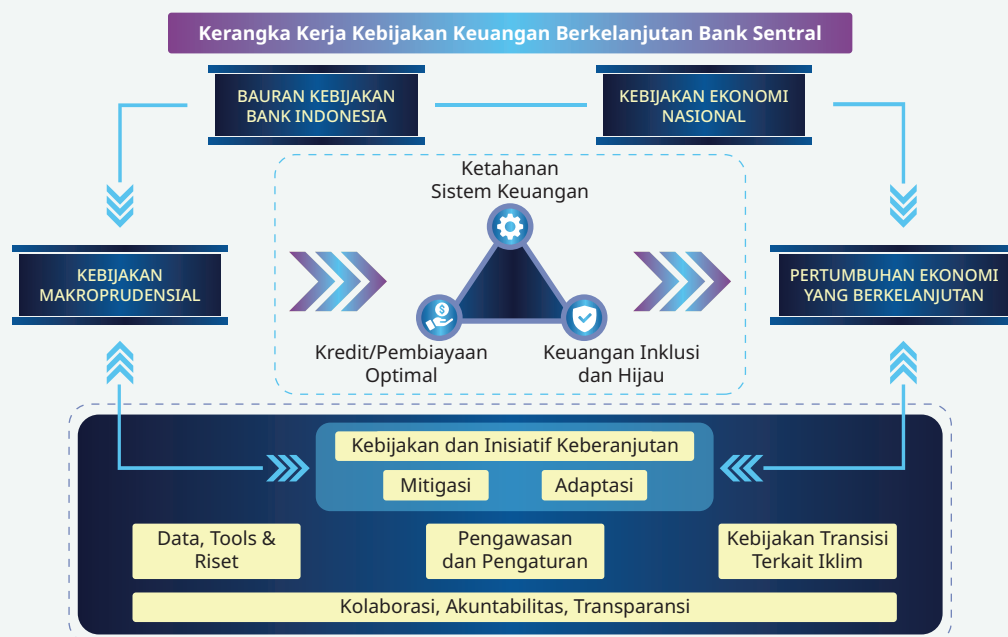 Kerangka Kerja Kebijakan Keuangan Berkelanjutan Bank Sentral
BAURAN KEBIJAKAN
BANK INDONESIA
KEBIJAKAN EKONOMI
NASIONAL
Ketahanan
Sistem Keuangan
KEBIJAKAN
MAKROPRUDENSIAL
$
PERTUMBUHAN EKONOMI
YANG BERKELANJUTAN
Kredit/Pembiayaan
Optimal
Keuangan Inklusi
dan Hijau
Kebijakan dan Inisiatif Keberanjutan
Mitigasi
Adaptasi
Data, Tools &
Riset
Pengawasan
dan Pengaturan
Kebijakan Transisi
Terkait Iklim
Kolaborasi, Akuntabilitas, Transparansi